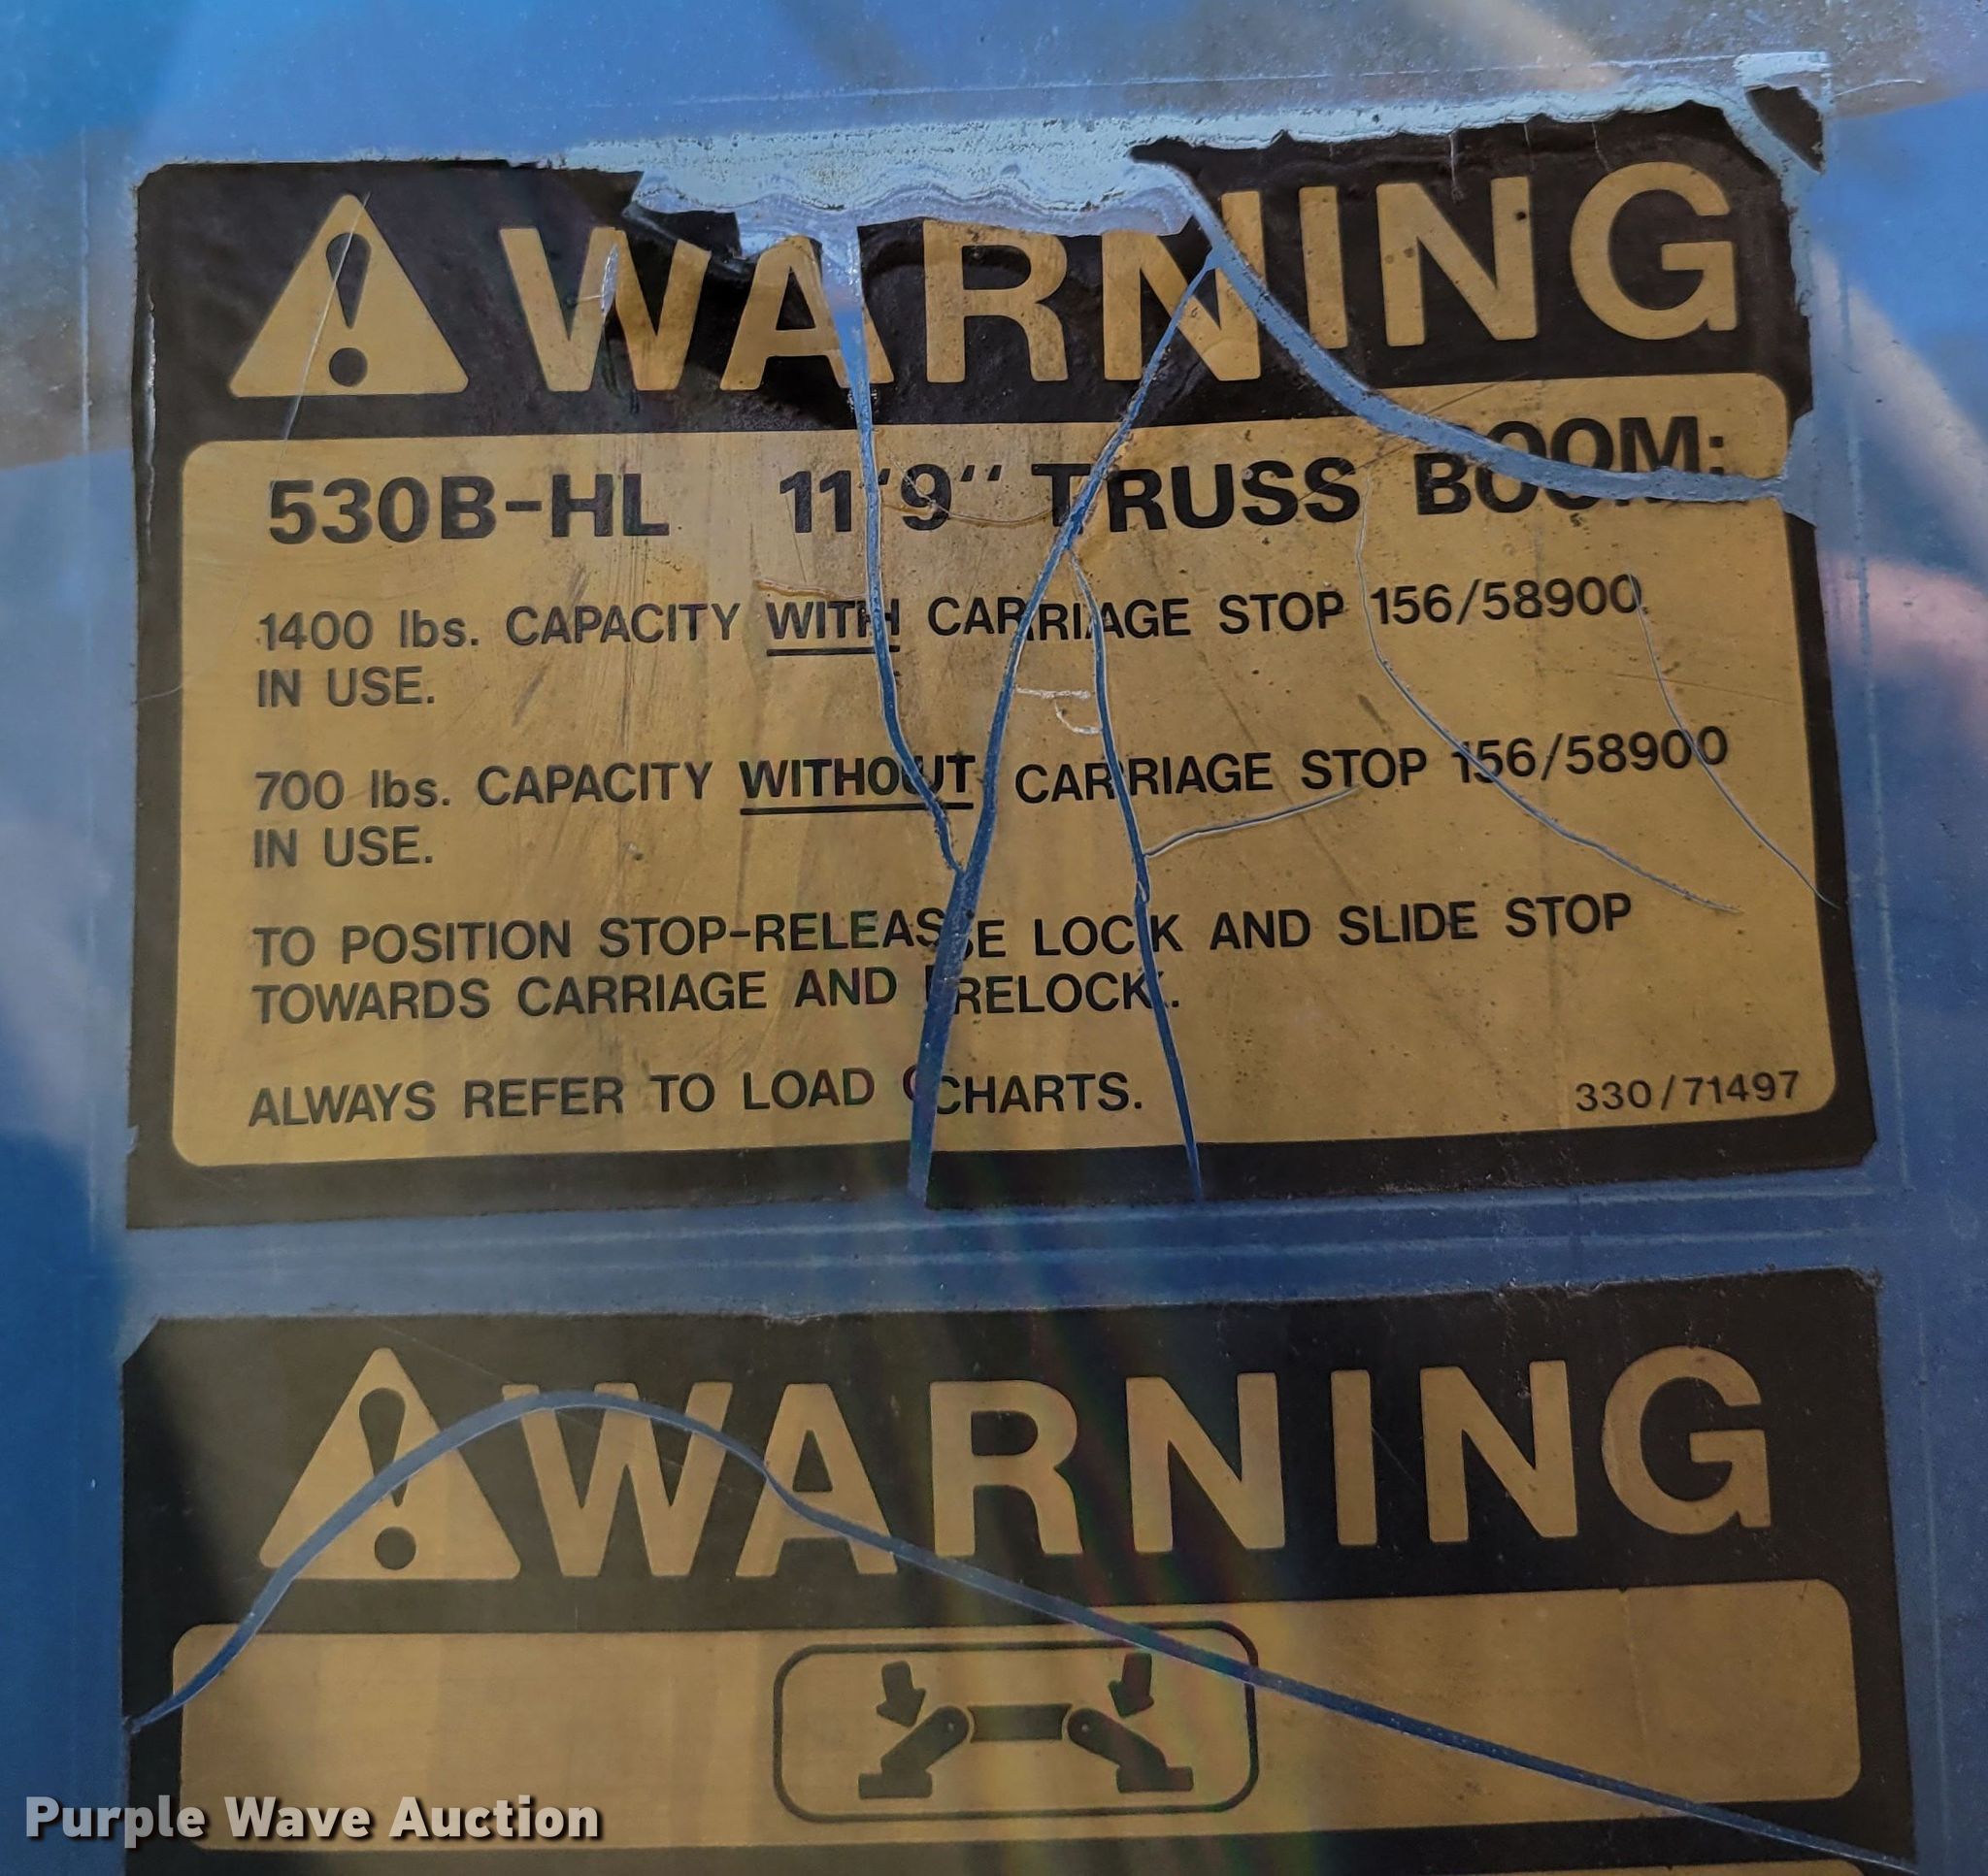 WARNING
530B-HL 11'9" TRUSS BOOM:
1400 lbs. CAPACITY WITH CARRIAGE STOP 156/58900
IN USE.
700 lbs. CAPACITY WITHOUT CARRIAGE STOP 156/58900
IN USE.
TO POSITION STOP-RELEASE LOCK AND SLIDE STOP
TOWARDS CARRIAGE AND RELOCK.
ALWAYS REFER TO LOAD CHARTS.
330/71497
WARNING
Purple Wave Auction